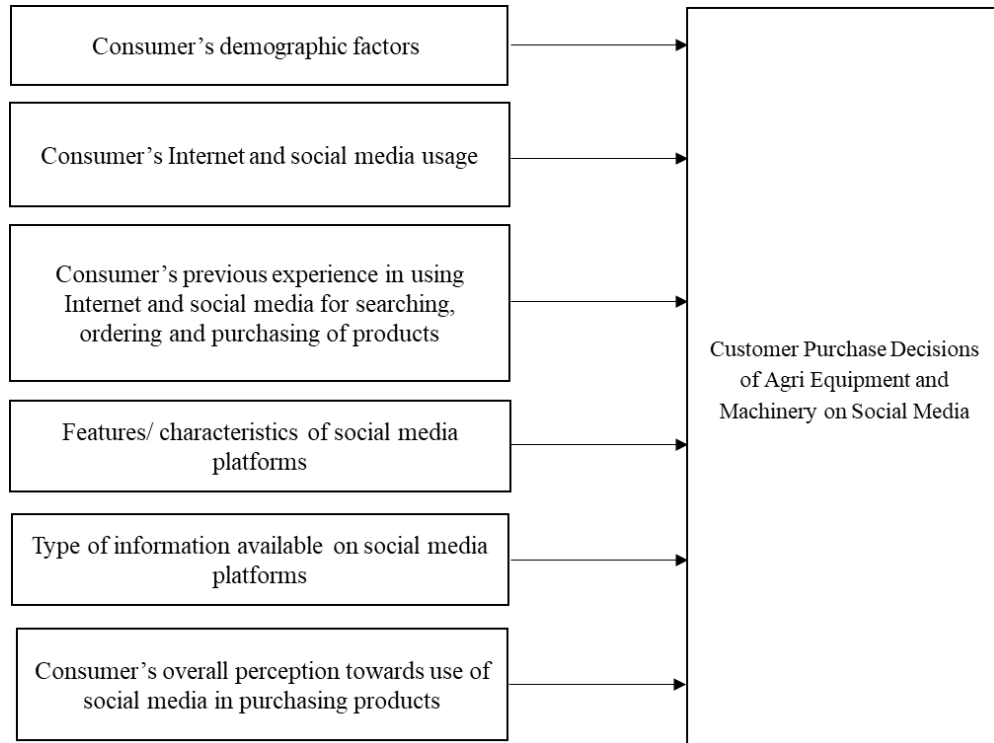 Consumer’s demographic factors
Consumer’s Internet and social media usage
Consumer’s previous experience in using
Internet and social media for searching,
ordering and purchasing of products
Features/ characteristics of social media
platforms
Type of information available on social media
platforms
Consumer’s overall perception towards use of
social media in purchasing products
Customer Purchase Decisions
of Agri Equipment and
Machinery on Social Media